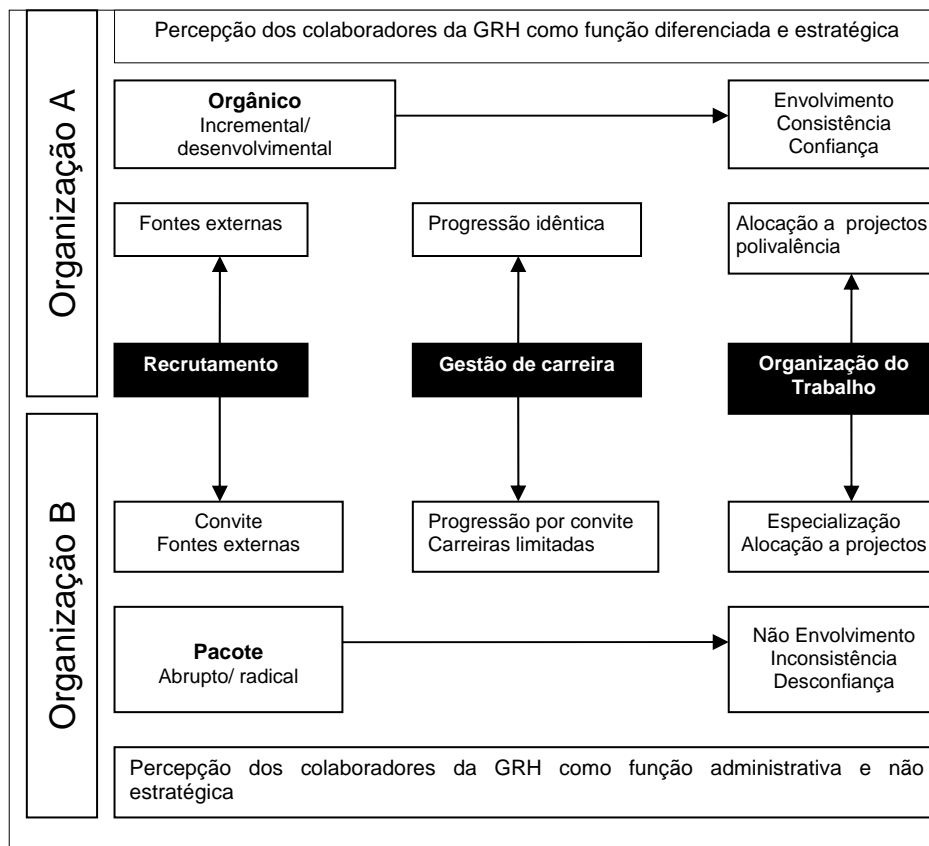 Organização A
Percepção dos colaboradores da GRH como função diferenciada e estratégica
Orgânico
Incremental/
desenvolvimental
Envolvimento
Consistência
Confiança
Fontes externas
Progressão idêntica
Alocação a projectos
polivalência
Recrutamento
Gestão de carreira
Organização do
Trabalho
Organização B
Convite
Fontes externas
Progressão por convite
Carreiras limitadas
Especialização
Alocação a projectos
Pacote
Abrupto/ radical
Não Envolvimento
Inconsistência
Desconfiança
Percepção dos colaboradores da GRH como função administrativa e não
estratégica